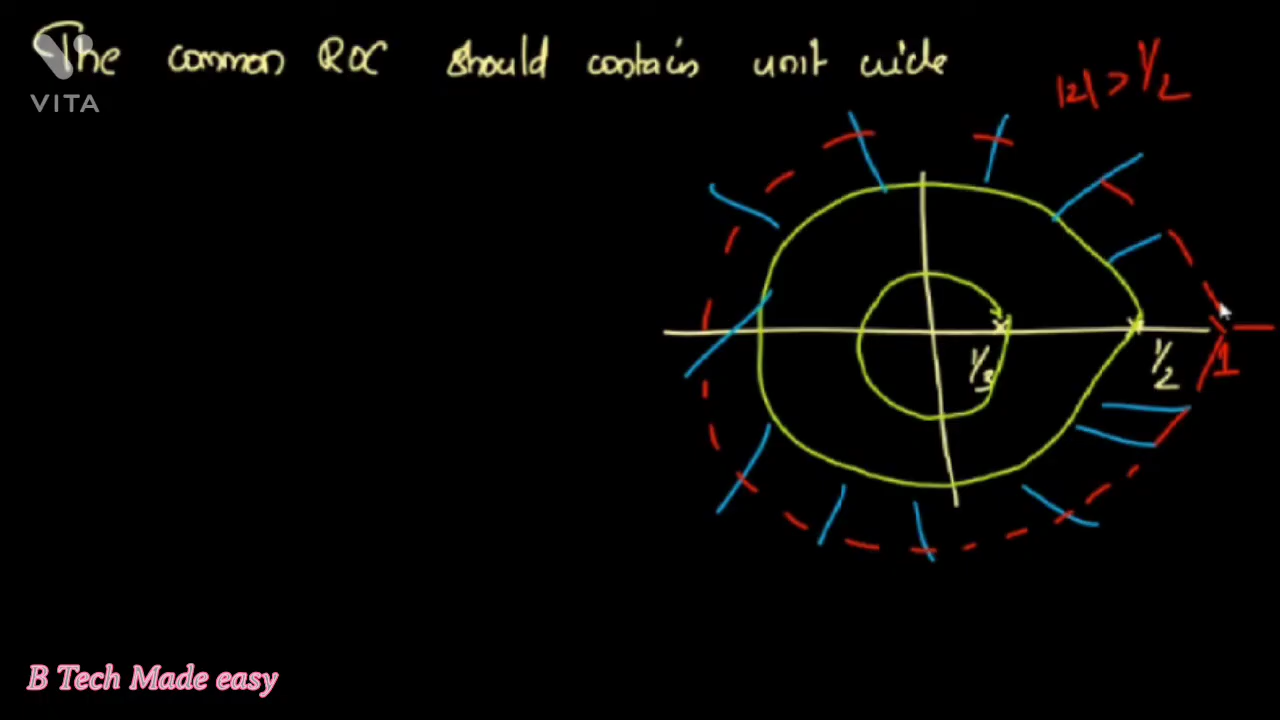 The common ROC should contain unit circle
VITA
|z| > 1/2
1/3
1/2
1
B Tech Made easy